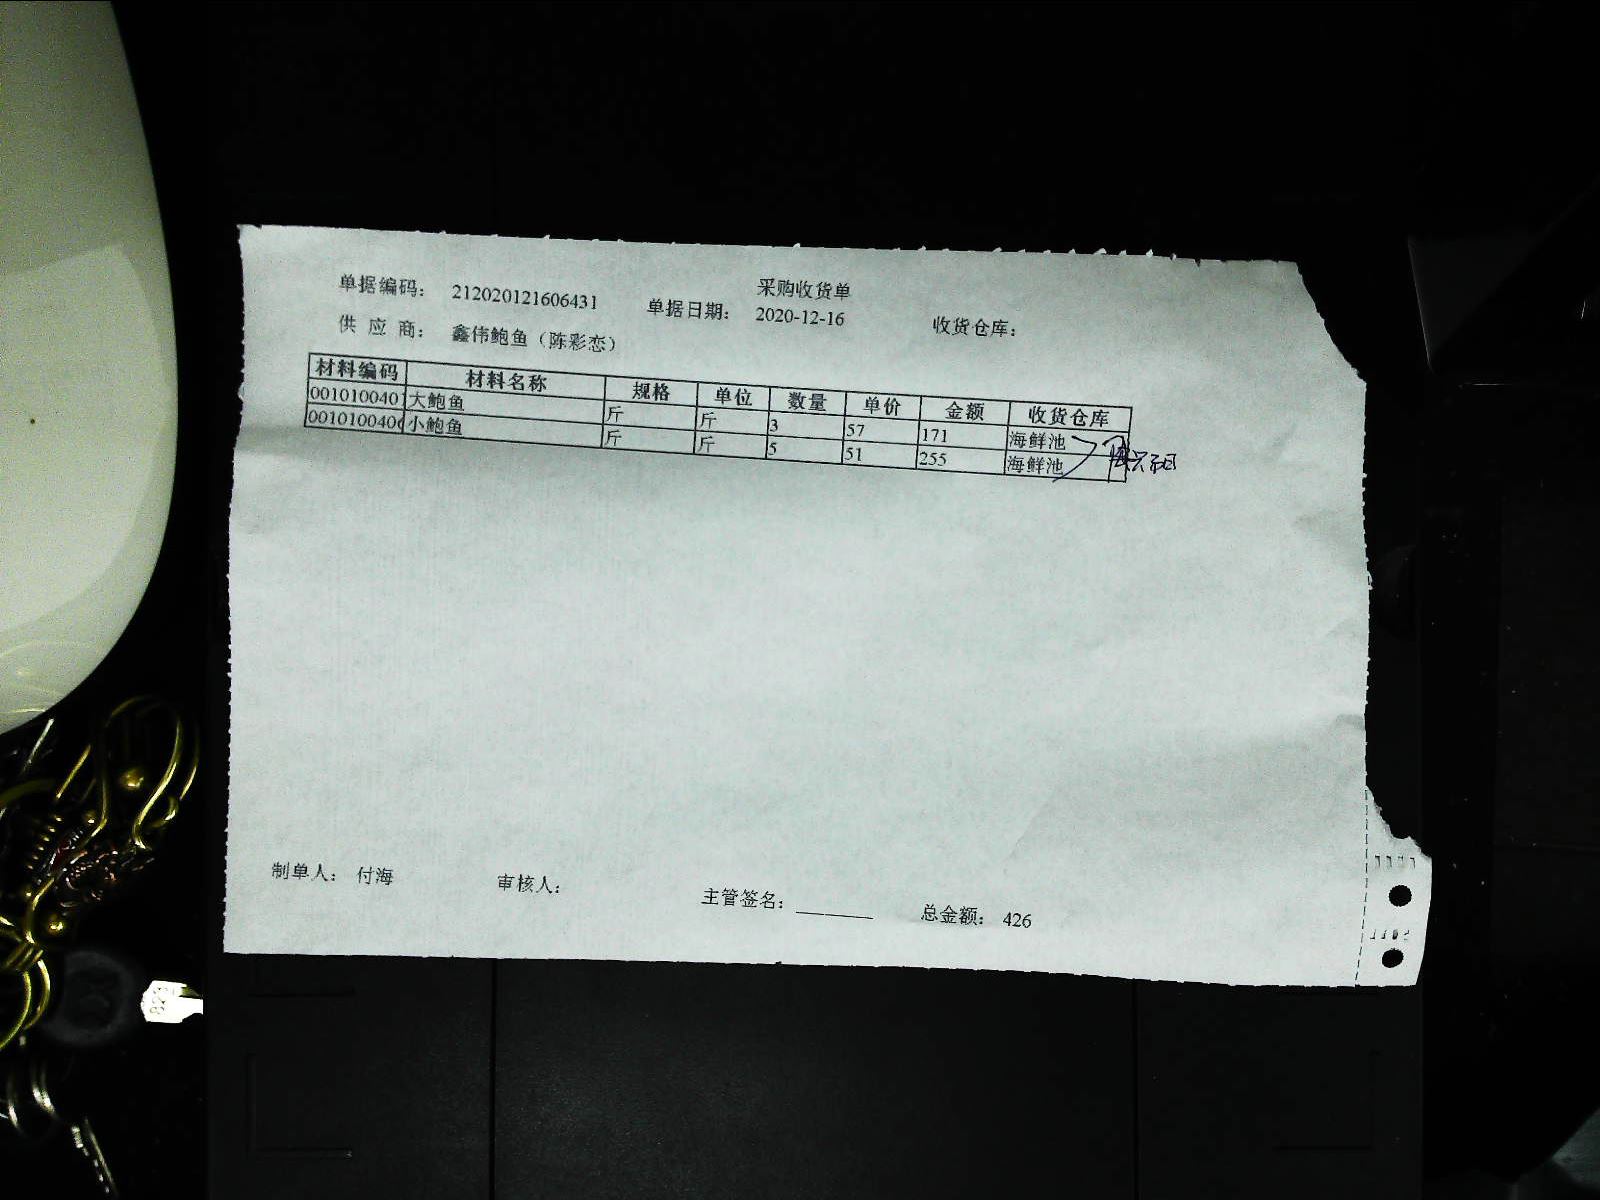 采购收货单
单据编码： 212020121606431 单据日期： 2020-12-16 收货仓库：
供 应 商： 鑫伟鲍鱼（陈彩恋）
材料编码 材料名称 规格 单位 数量 单价 金额 收货仓库
0010100401 大鲍鱼 斤 斤 3 57 171 海鲜池
001010040 小鲍鱼 斤 斤 5 51 255 海鲜池
制单人： 付海 审核人： 主管签名： 总金额： 426